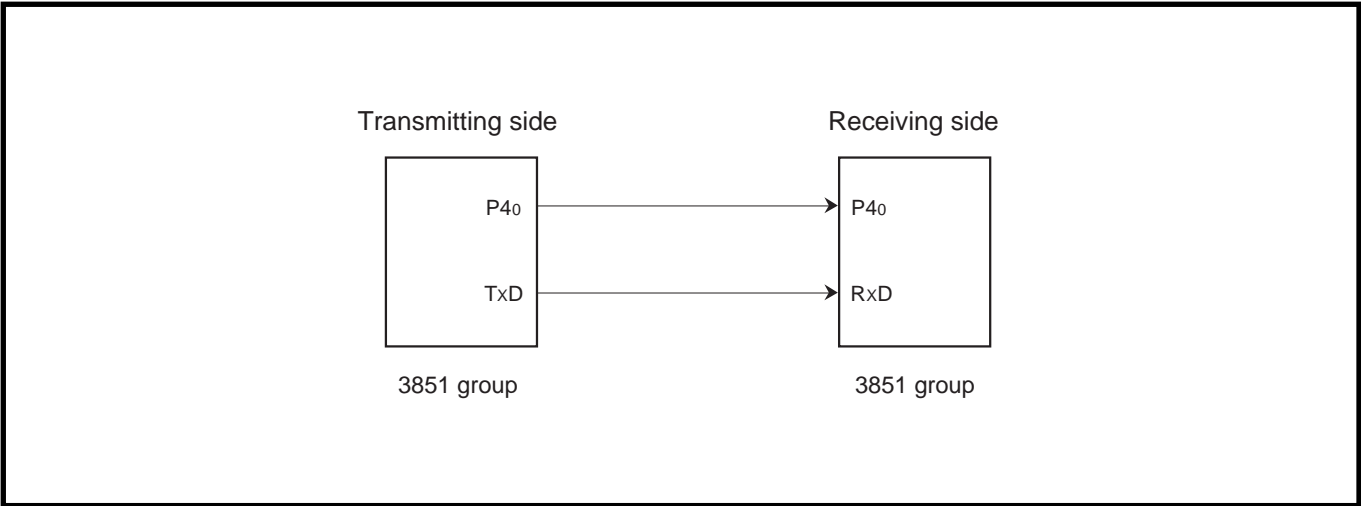 Transmitting side
Receiving side
P40
P40
TXD
RXD
3851 group
3851 group